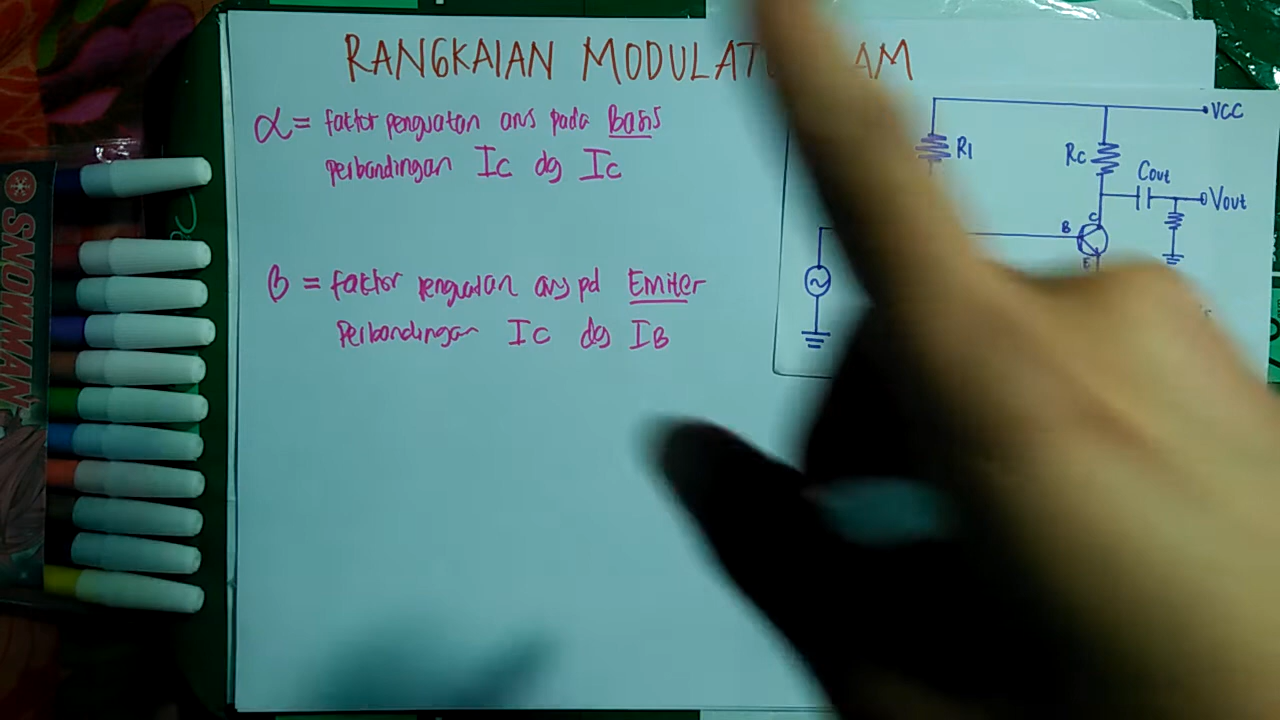 RANGKAIAN MODULAT AM
α = faktor penguatan arus pada Basis
perbandingan Ic dg Ic
β = faktor penguatan arus pd Emiter
Perbandingan Ic dg IB
VCC
R1
Rc
Cout
Vout
C
B
E
SNOWMAN